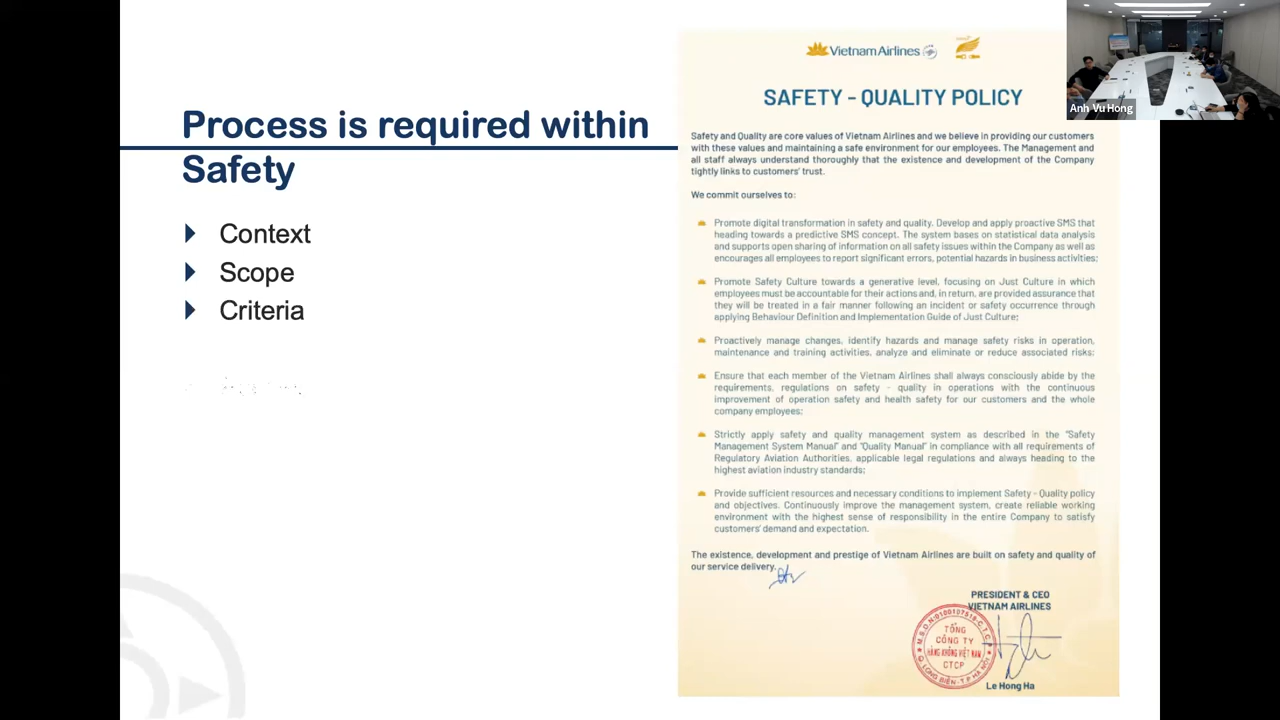 Process is required within
Safety
Context
Scope
Criteria
Vietnam Airlines
SAFETY - QUALITY POLICY
Safety and Quality are core values of Vietnam Airlines and we believe in providing our customers
with these values and maintaining a safe environment for our employees. The Management and
all staff always understand thoroughly that the existence and development of the Company
tightly links to customers' trust.
We commit ourselves to:
Promote digital transformation in safety and quality. Develop and apply proactive SMS that
heading towards a predictive SMS concept. The system bases on statistical data analysis
and supports open sharing of information on all safety issues within the Company as well as
encourages all employees to report significant errors, potential hazards in business activities;
Promote Safety Culture towards a generative level, focusing on Just Culture in which
employees must be accountable for their actions and, in return, are provided assurance that
they will be treated in a fair manner following an incident or safety occurrence through
applying Behaviour Definition and Implementation Guide of Just Culture;
Proactively manage changes, identify hazards and manage safety risks in operation,
maintenance and training activities, analyze and eliminate or reduce associated risks;
Ensure that each member of the Vietnam Airlines shall always consciously abide by the
requirements, regulations on safety - quality in operations with the continuous
improvement of operation safety and health safety for our customers and the whole
company employees;
Strictly apply safety and quality management system as described in the "Safety
Management System Manual" and "Quality Manual" in compliance with all requirements of
Regulatory Aviation Authorities, applicable legal regulations and always heading to the
highest aviation industry standards;
Provide sufficient resources and necessary conditions to implement Safety - Quality policy
and objectives. Continuously improve the management system, create reliable working
environment with the highest sense of responsibility in the entire Company to satisfy
customers' demand and expectation.
The existence, development and prestige of Vietnam Airlines are built on safety and quality of
our service delivery.
PRESIDENT & CEO
VIETNAM AIRLINES
M.S.D.N:0100107518-C.T.C.P
TỔNG
CÔNG TY
HÀNG KHÔNG VIỆT NAM
CTCP
Q. LONG BIÊN - T.P HÀ NỘI
Le Hong Ha
Anh Vu Hong